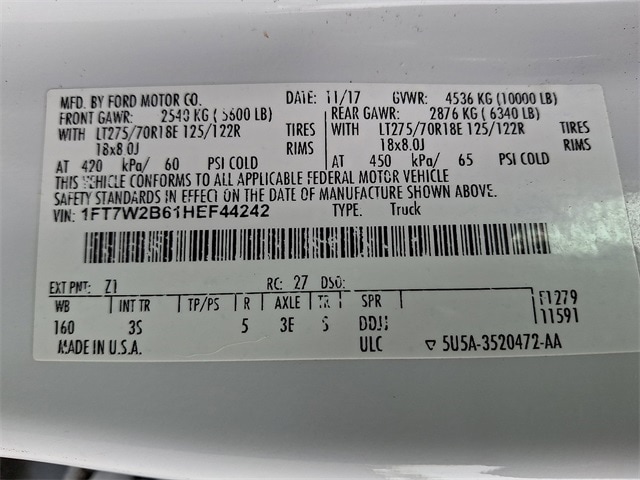 MFD. BY FORD MOTOR CO. DATE: 11/17 GVWR: 4536 KG (10000 LB)
FRONT GAWR: 2540 KG (5600 LB) REAR GAWR: 2876 KG (6340 LB)
WITH LT275/70R18E 125/122R TIRES WITH LT275/70R18E 125/122R TIRES
18x8.0J RIMS 18x8.0J RIMS
AT 420 kPa/ 60 PSI COLD AT 450 kPa/ 65 PSI COLD
THIS VEHICLE CONFORMS TO ALL APPLICABLE FEDERAL MOTOR VEHICLE
SAFETY STANDARDS IN EFFECT ON THE DATE OF MANUFACTURE SHOWN ABOVE.
VIN: 1FT7W2B61HEF44242 TYPE: Truck
EXT PNT: Z1 RC: 27 DSO:
WB INT TR TP/PS R AXLE TR SPR F1279
160 3S 5 3E S DDJJ 11591
MADE IN U.S.A. ULC ▽ 5U5A-3520472-AA